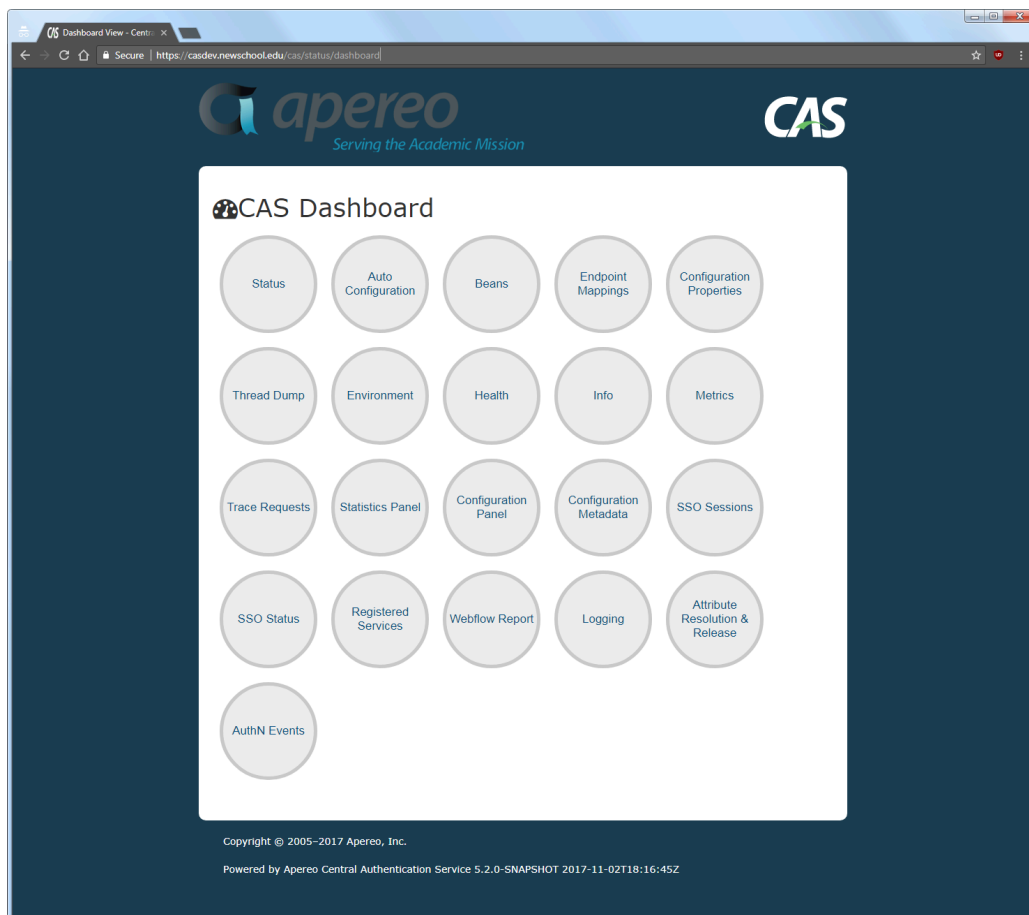 CAS Dashboard View - Centr
Secure | https://casdev.newschool.edu/cas/status/dashboard
apereo
Serving the Academic Mission
CAS
CAS Dashboard
Status
Auto
Configuration
Beans
Endpoint
Mappings
Configuration
Properties
Thread Dump
Environment
Health
Info
Metrics
Trace Requests
Statistics Panel
Configuration
Panel
Configuration
Metadata
SSO Sessions
SSO Status
Registered
Services
Webflow Report
Logging
Attribute
Resolution &
Release
AuthN Events
Copyright © 2005–2017 Apereo, Inc.
Powered by Apereo Central Authentication Service 5.2.0-SNAPSHOT 2017-11-02T18:16:45Z